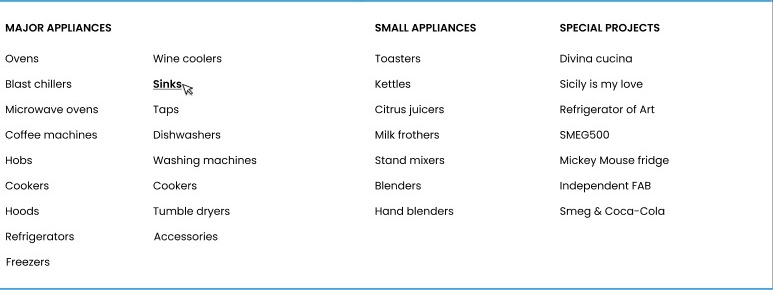 MAJOR APPLIANCES
Ovens
Blast chillers
Microwave ovens
Coffee machines
Hobs
Cookers
Hoods
Refrigerators
Freezers
Wine coolers
Sinks
Taps
Dishwashers
Washing machines
Cookers
Tumble dryers
Accessories
SMALL APPLIANCES
Toasters
Kettles
Citrus juicers
Milk frothers
Stand mixers
Blenders
Hand blenders
SPECIAL PROJECTS
Divina cucina
Sicily is my love
Refrigerator of Art
SMEG500
Mickey Mouse fridge
Independent FAB
Smeg & Coca-Cola